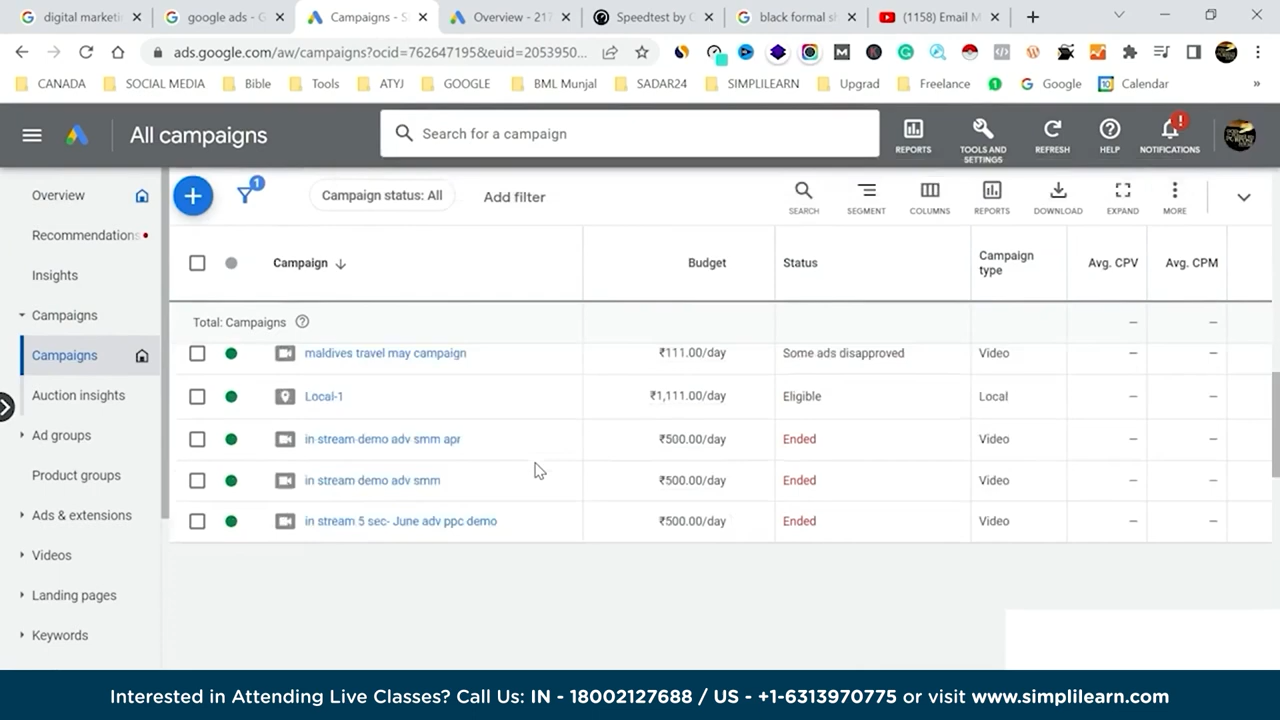 digital marketi
google ads - G
Campaigns - S
Overview - 217
Speedtest by
black formal s
(1158) Email M
ads.google.com/aw/campaigns?ocid=762647195&euid=2053950...
CANADA
SOCIAL MEDIA
Bible
Tools
ATYJ
GOOGLE
BML Munjal
SADAR24
SIMPLILEARN
Upgrad
Freelance
Google
Calendar
»
All campaigns
Search for a campaign
REPORTS
TOOLS AND
SETTINGS
REFRESH
HELP
NOTIFICATIONS
Overview
Recommendations
Insights
Campaigns
Campaigns
Auction insights
Ad groups
Product groups
Ads & extensions
Videos
Landing pages
Keywords
1
Campaign status: All
Add filter
SEARCH
SEGMENT
COLUMNS
REPORTS
DOWNLOAD
EXPAND
MORE
Campaign Budget Status Campaign type Avg. CPV Avg. CPM
Total: Campaigns – –
maldives travel may campaign ₹111.00/day Some ads disapproved Video – –
Local-1 ₹1,111.00/day Eligible Local – –
in stream demo adv smm apr ₹500.00/day Ended Video – –
in stream demo adv smm ₹500.00/day Ended Video – –
in stream 5 sec- June adv ppc demo ₹500.00/day Ended Video – –
Interested in Attending Live Classes? Call Us: IN - 18002127688 / US - +1-6313970775 or visit www.simplilearn.com